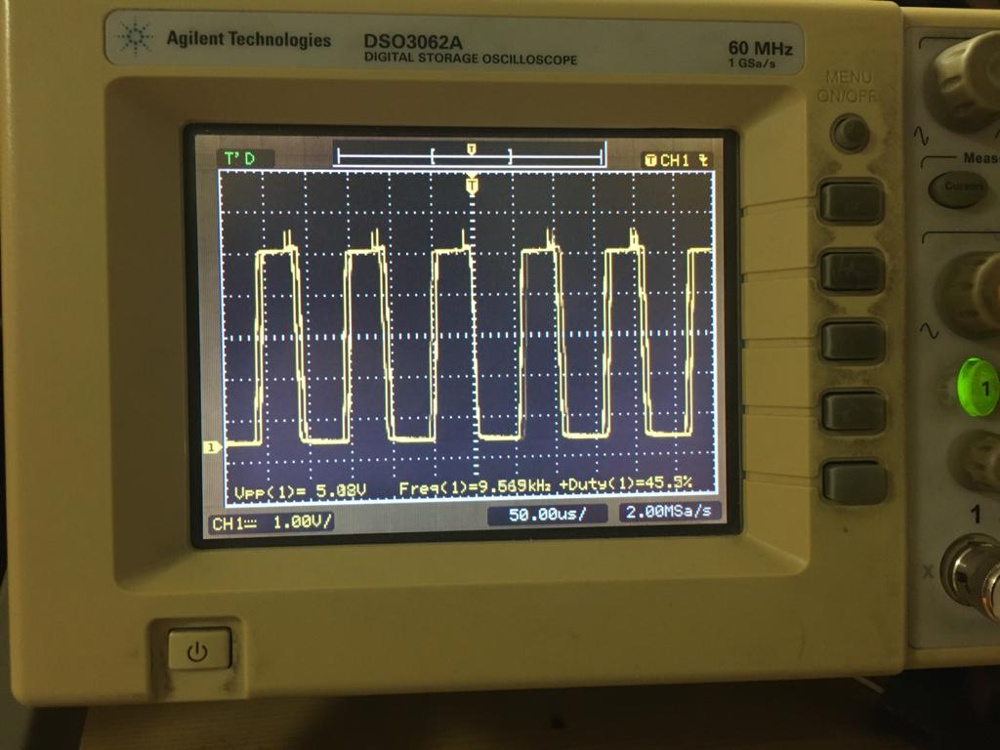 Agilent Technologies
DSO3062A
DIGITAL STORAGE OSCILLOSCOPE
60 MHz
1 GSa/s
MENU
ON/OFF
T'D
T
T CH1
T
Meas
Cursors
1
1
Vpp(1)= 5.08V
Freq(1)=9.569kHz
+Duty(1)=45.3%
CH1 1.00V/
50.00us/
2.00MSa/s
1
X